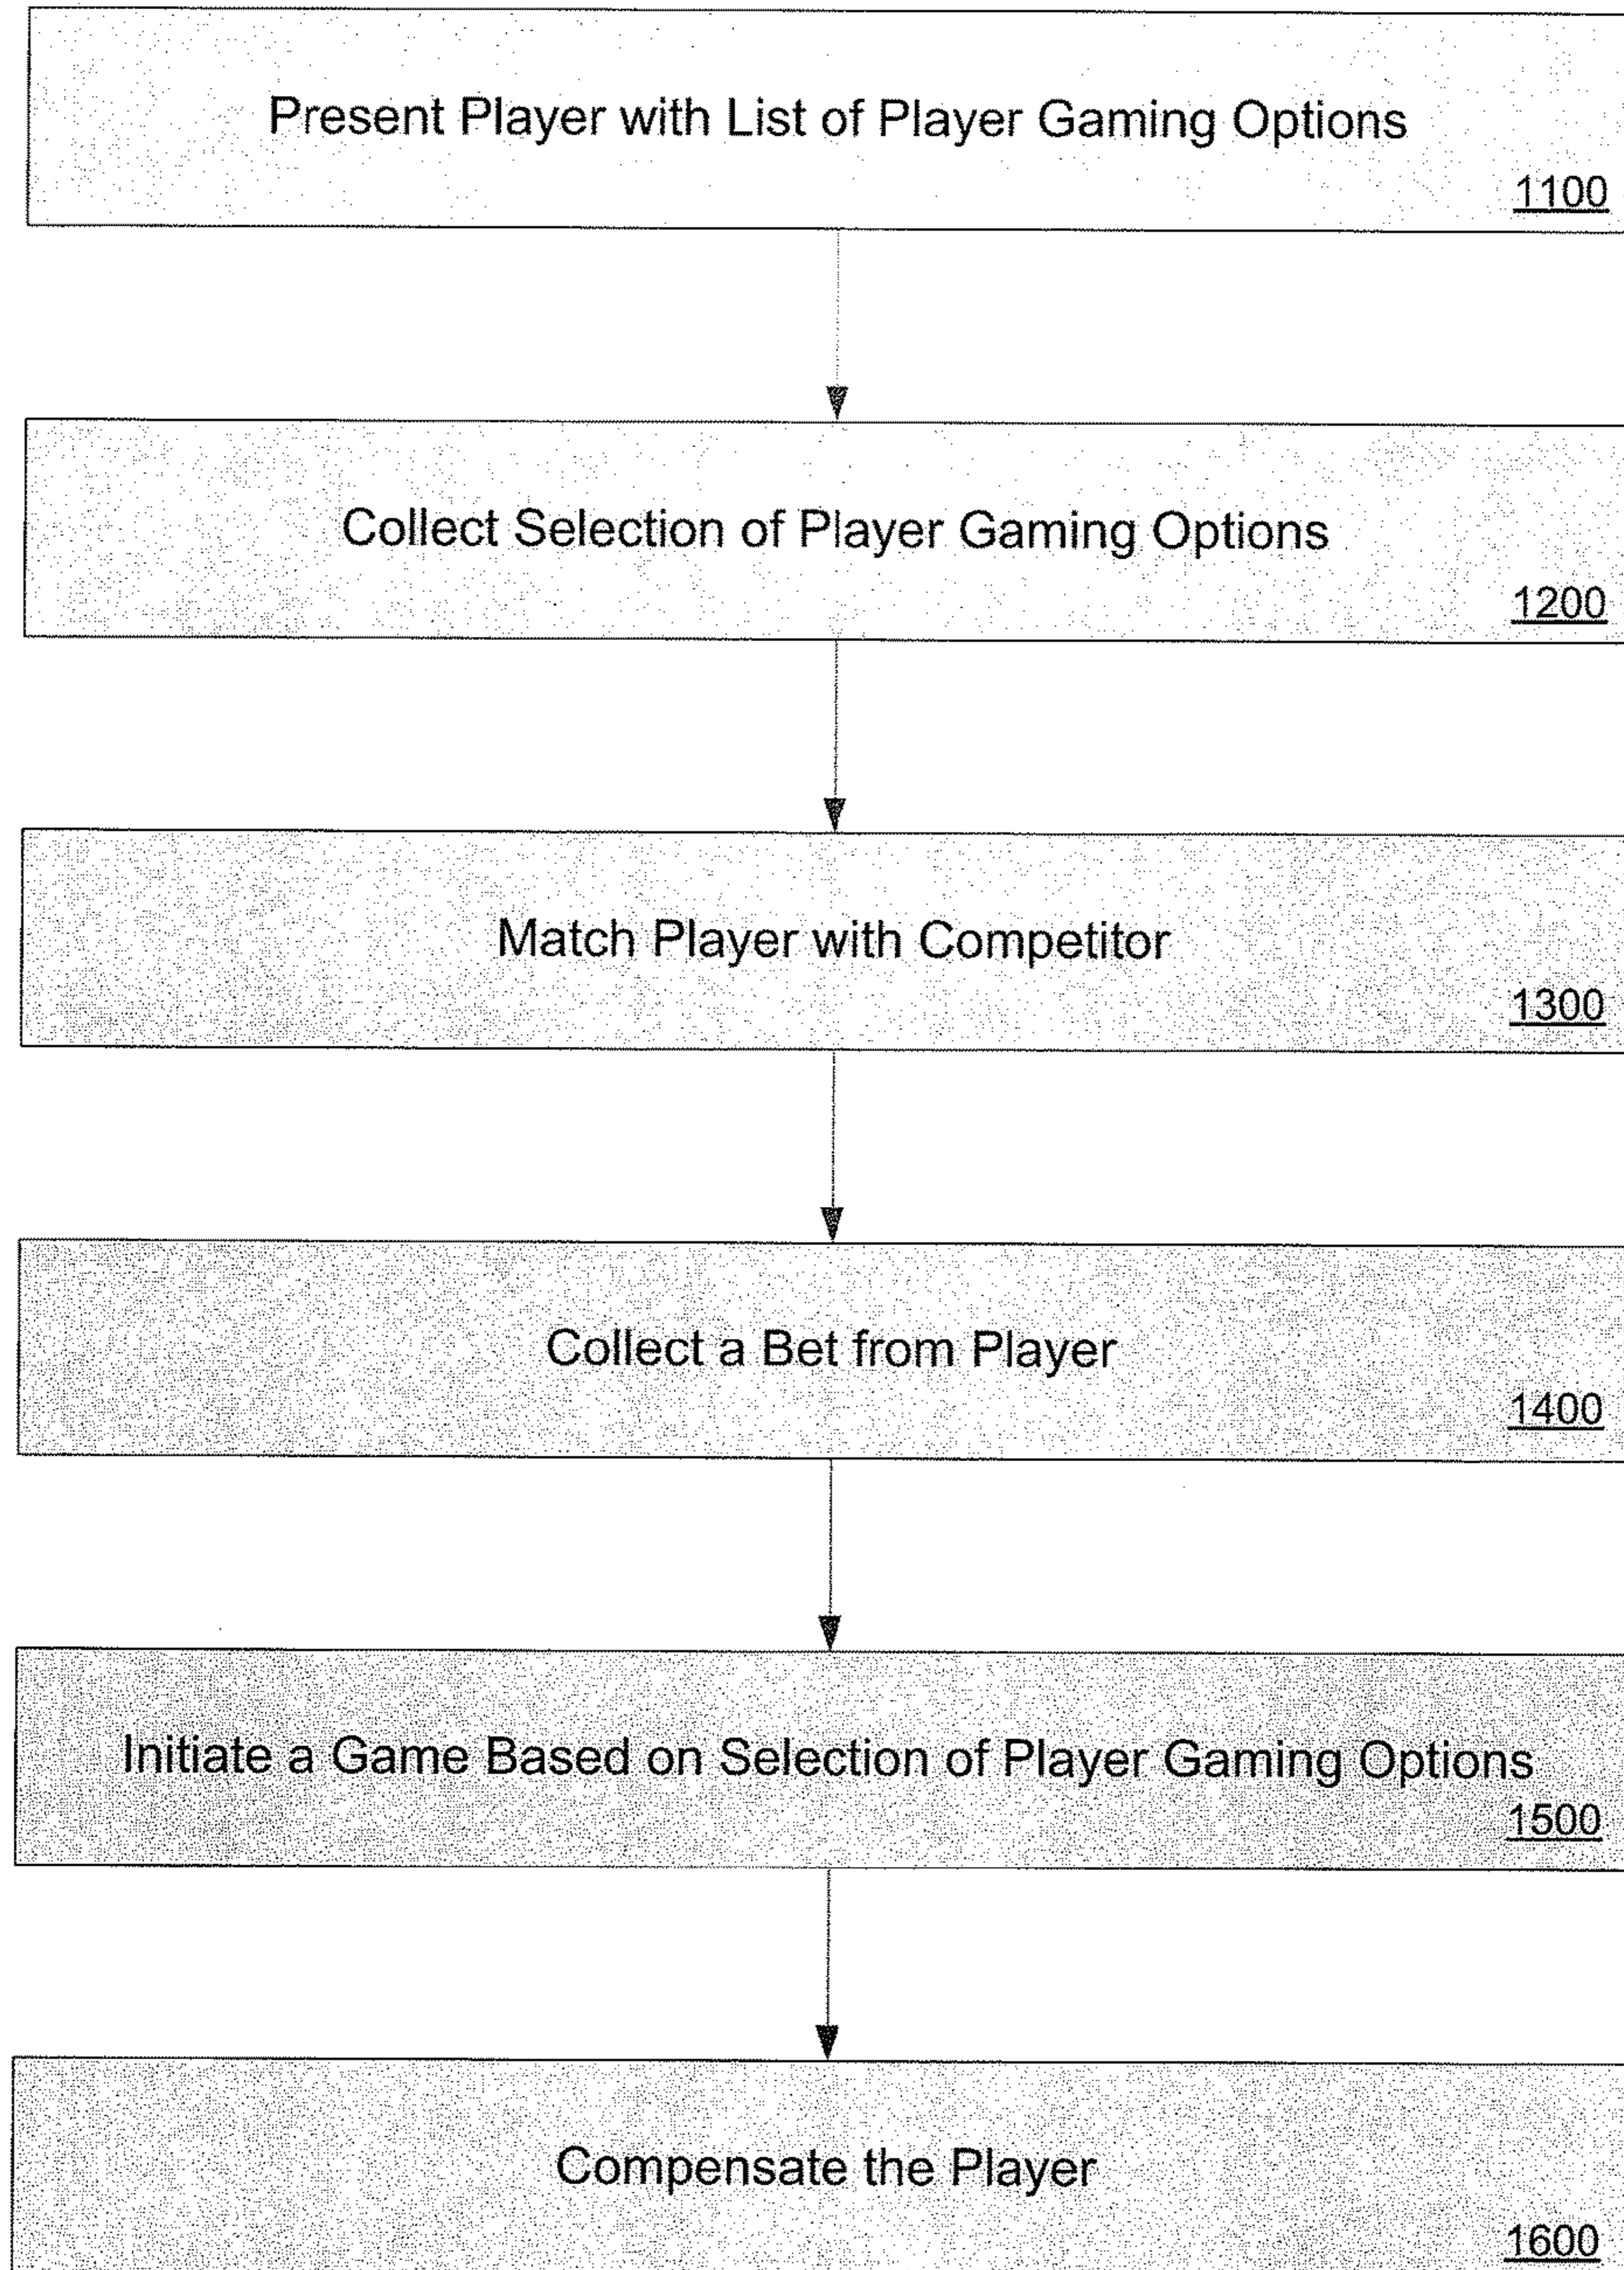 Present Player with List of Player Gaming Options
1100
Collect Selection of Player Gaming Options
1200
Match Player with Competitor
1300
Collect a Bet from Player
1400
Initiate a Game Based on Selection of Player Gaming Options
1500
Compensate the Player
1600